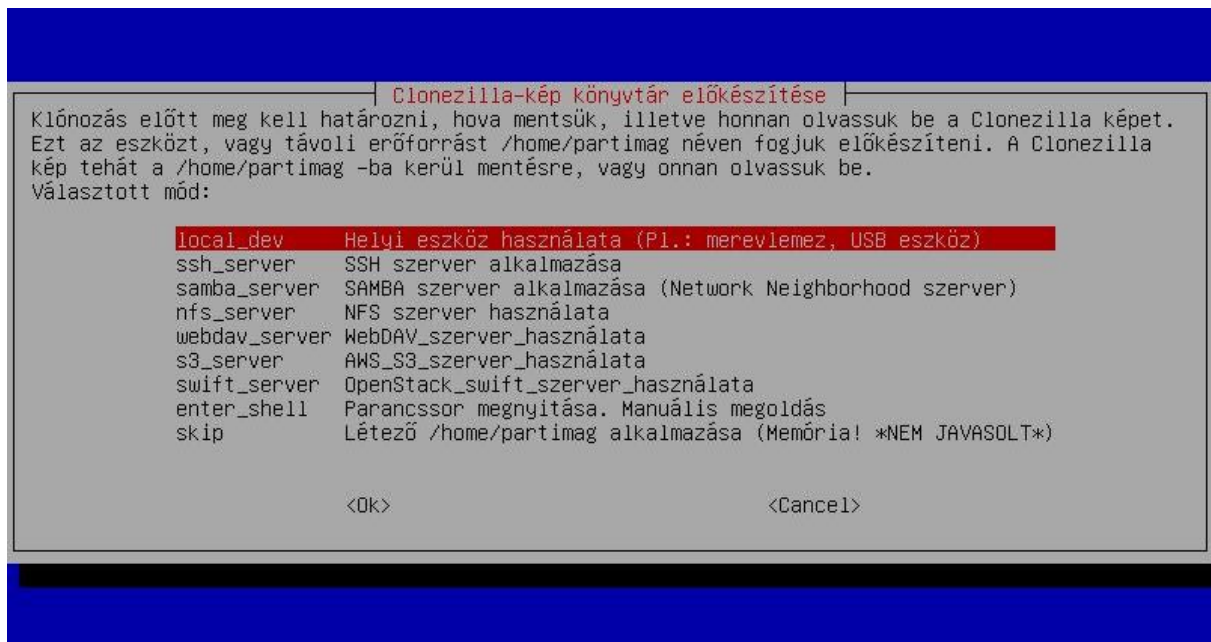 Clonezilla-kép könyvtár előkészítése
Klónozás előtt meg kell határozni, hova mentsük, illetve honnan olvassuk be a Clonezilla képet.
Ezt az eszközt, vagy távoli erőforrást /home/partimag néven fogjuk előkészíteni. A Clonezilla
kép tehát a /home/partimag -ba kerül mentésre, vagy onnan olvassuk be.
Választott mód:
local_dev Helyi eszköz használata (Pl.: merevlemez, USB eszköz)
ssh_server SSH szerver alkalmazása
samba_server SAMBA szerver alkalmazása (Network Neighborhood szerver)
nfs_server NFS szerver használata
webdav_server WebDAV_szerver_használata
s3_server AWS_S3_szerver_használata
swift_server OpenStack_swift_szerver_használata
enter_shell Parancssor megnyitása. Manuális megoldás
skip Létező /home/partimag alkalmazása (Memória! *NEM JAVASOLT*)
<Ok> <Cancel>